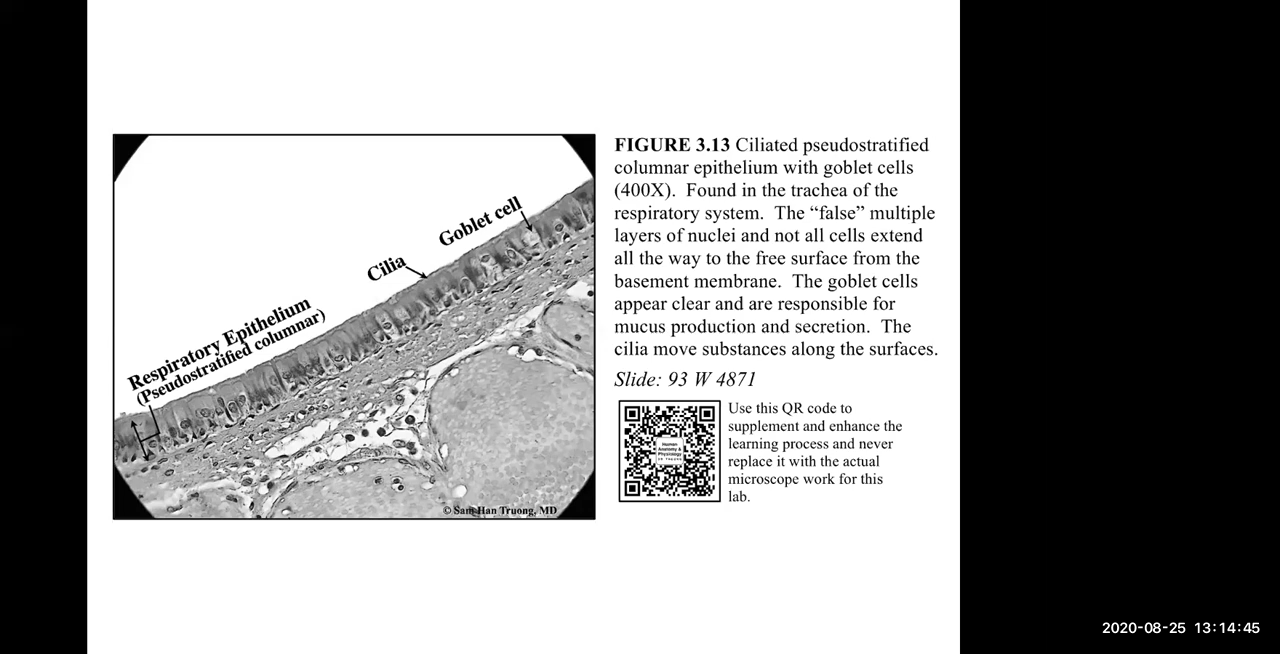 Goblet cell
Cilia
Respiratory Epithelium
(Pseudostratified columnar)
© Sam Han Truong, MD
FIGURE 3.13 Ciliated pseudostratified
columnar epithelium with goblet cells
(400X). Found in the trachea of the
respiratory system. The “false” multiple
layers of nuclei and not all cells extend
all the way to the free surface from the
basement membrane. The goblet cells
appear clear and are responsible for
mucus production and secretion. The
cilia move substances along the surfaces.
Slide: 93 W 4871
Human
Anatomy &
Physiology
Use this QR code to
supplement and enhance the
learning process and never
replace it with the actual
microscope work for this
lab.
2020-08-25 13:14:45